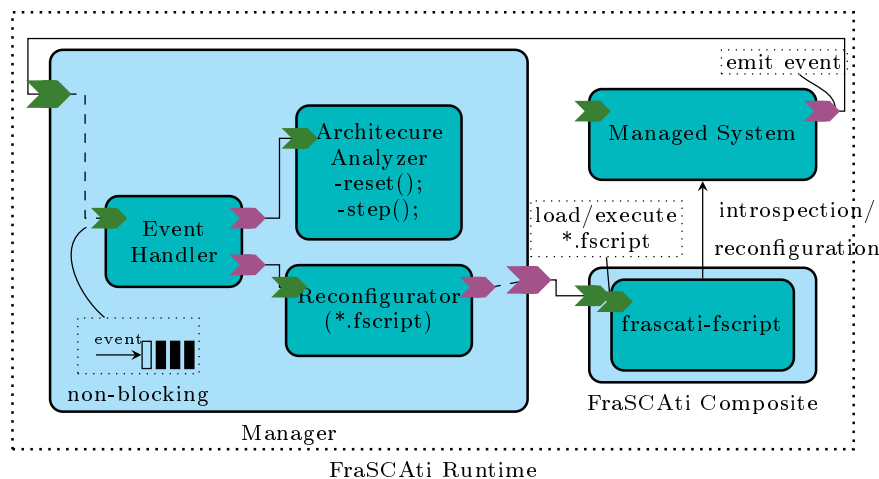 emit event
Architecure
Analyzer
-reset();
-step();
Managed System
Event
Handler
load/execute
*.fscript
introspection/
reconfiguration
Reconfigurator
(*.fscript)
frascati-fscript
event
non-blocking
FraSCAti Composite
Manager
FraSCAti Runtime